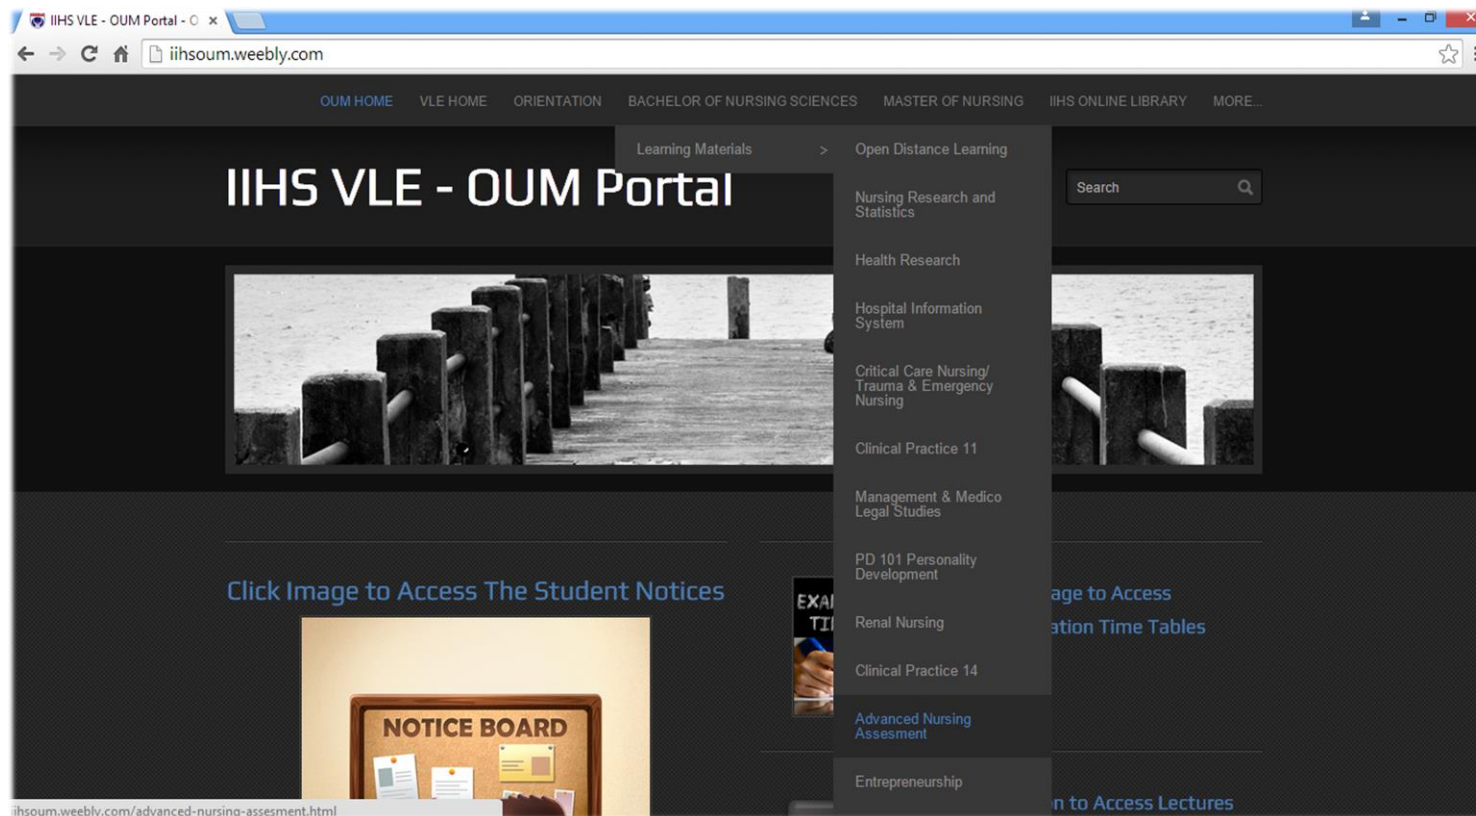 IIHS VLE - OUM Portal - O
iihsoum.weebly.com
OUM HOME VLE HOME ORIENTATION BACHELOR OF NURSING SCIENCES MASTER OF NURSING IIHS ONLINE LIBRARY MORE...
Learning Materials >
IIHS VLE - OUM Portal
Search
Open Distance Learning
Nursing Research and
Statistics
Health Research
Hospital Information
System
Critical Care Nursing/
Trauma & Emergency
Nursing
Clinical Practice 11
Management & Medico
Legal Studies
PD 101 Personality
Development
Renal Nursing
Clinical Practice 14
Advanced Nursing
Assesment
Entrepreneurship
Click Image to Access The Student Notices
NOTICE BOARD
EXA
TI
age to Access
ation Time Tables
n to Access Lectures
iihsoum.weebly.com/advanced-nursing-assesment.html